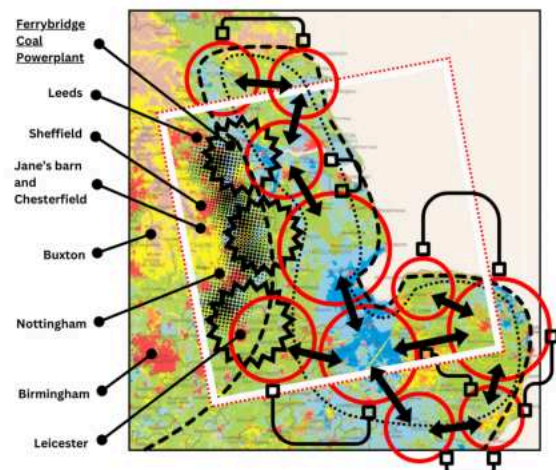 Ferrybridge
Coal
Powerplant
Leeds
Sheffield
Jane's barn
and
Chesterfield
Buxton
Nottingham
Birmingham
Leicester